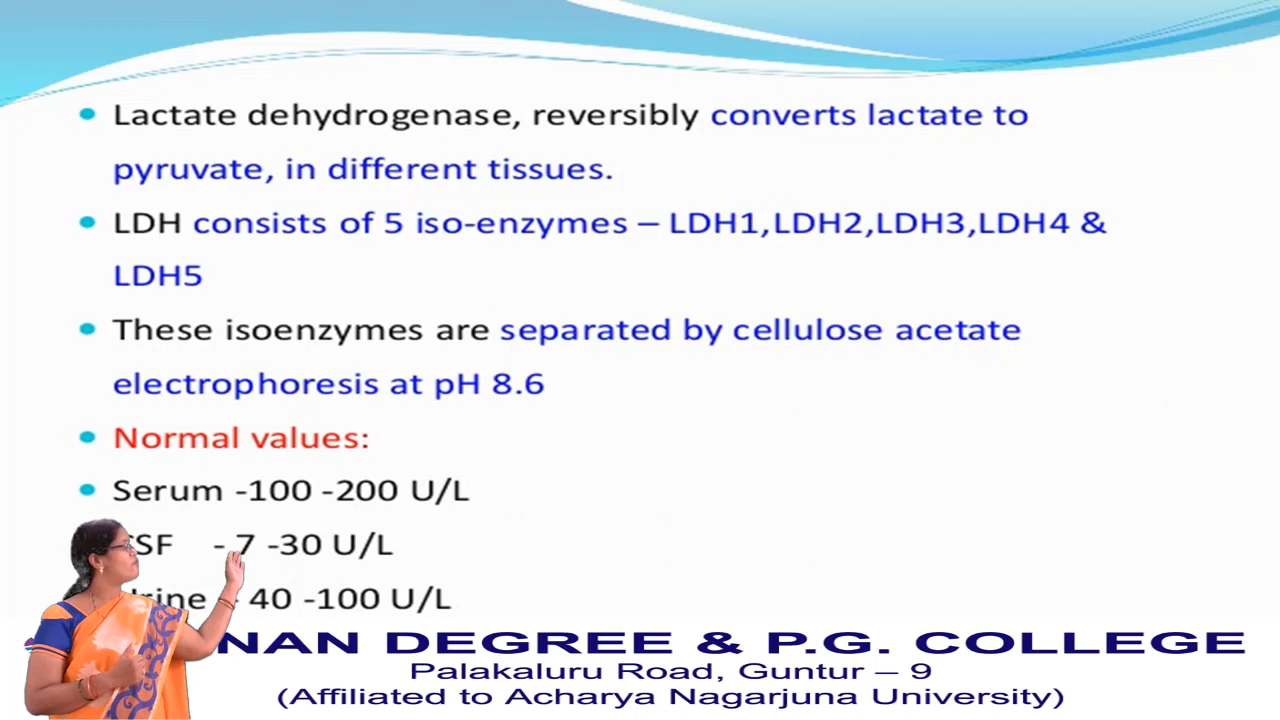 • Lactate dehydrogenase, reversibly converts lactate to
pyruvate, in different tissues.
• LDH consists of 5 iso-enzymes – LDH1,LDH2,LDH3,LDH4 &
LDH5
• These isoenzymes are separated by cellulose acetate
electrophoresis at pH 8.6
• Normal values:
• Serum -100 -200 U/L
SF - 7 -30 U/L
rine - 40 -100 U/L
NAN DEGREE & P.G. COLLEGE
Palakaluru Road, Guntur – 9
(Affiliated to Acharya Nagarjuna University)